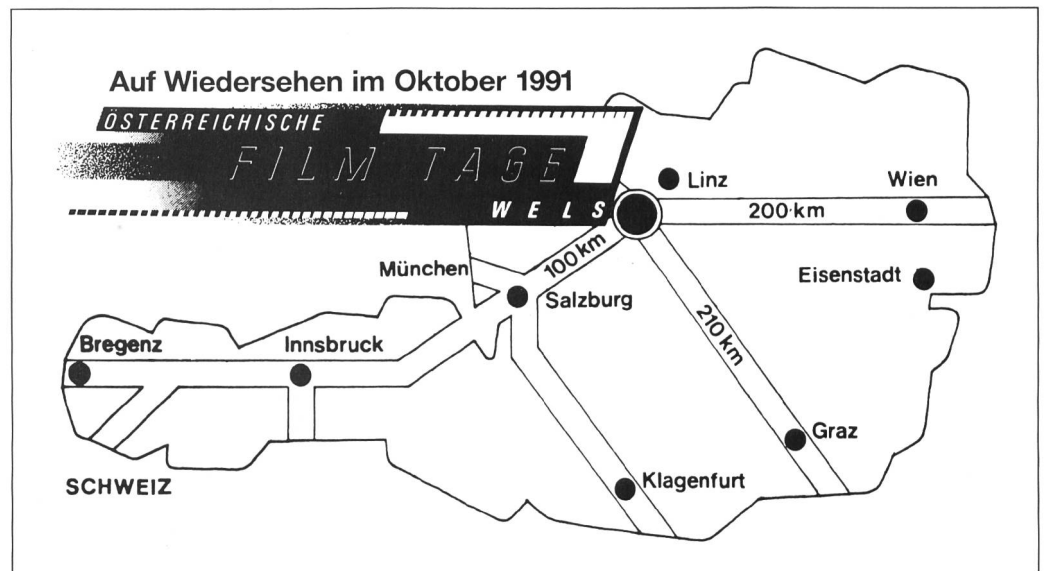 Auf Wiedersehen im Oktober 1991
ÖSTERREICHISCHE
FILM TAGE
WELS
Linz
Wien
200 km
100 km
München
Salzburg
Eisenstadt
210 km
Bregenz
Innsbruck
Graz
Klagenfurt
SCHWEIZ